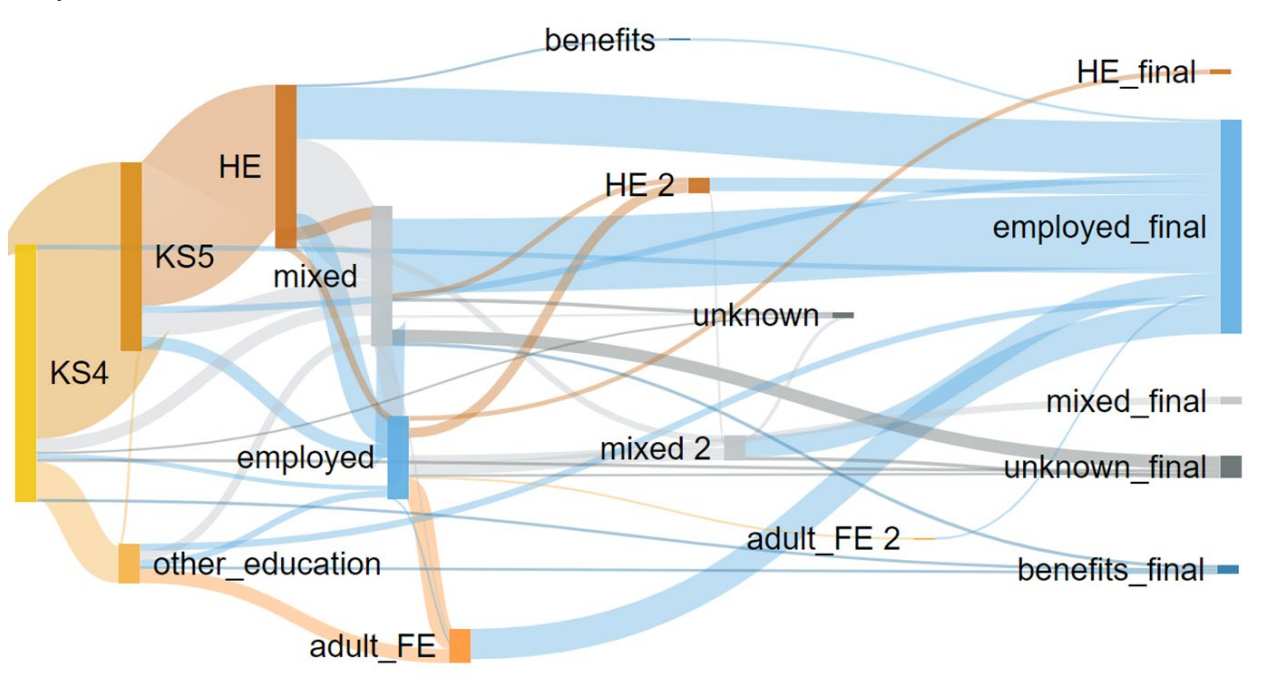 benefits
HE_final
HE
HE 2
employed_final
KS5
mixed
unknown
KS4
mixed_final
mixed 2
employed
unknown_final
adult_FE 2
other_education
benefits_final
adult_FE